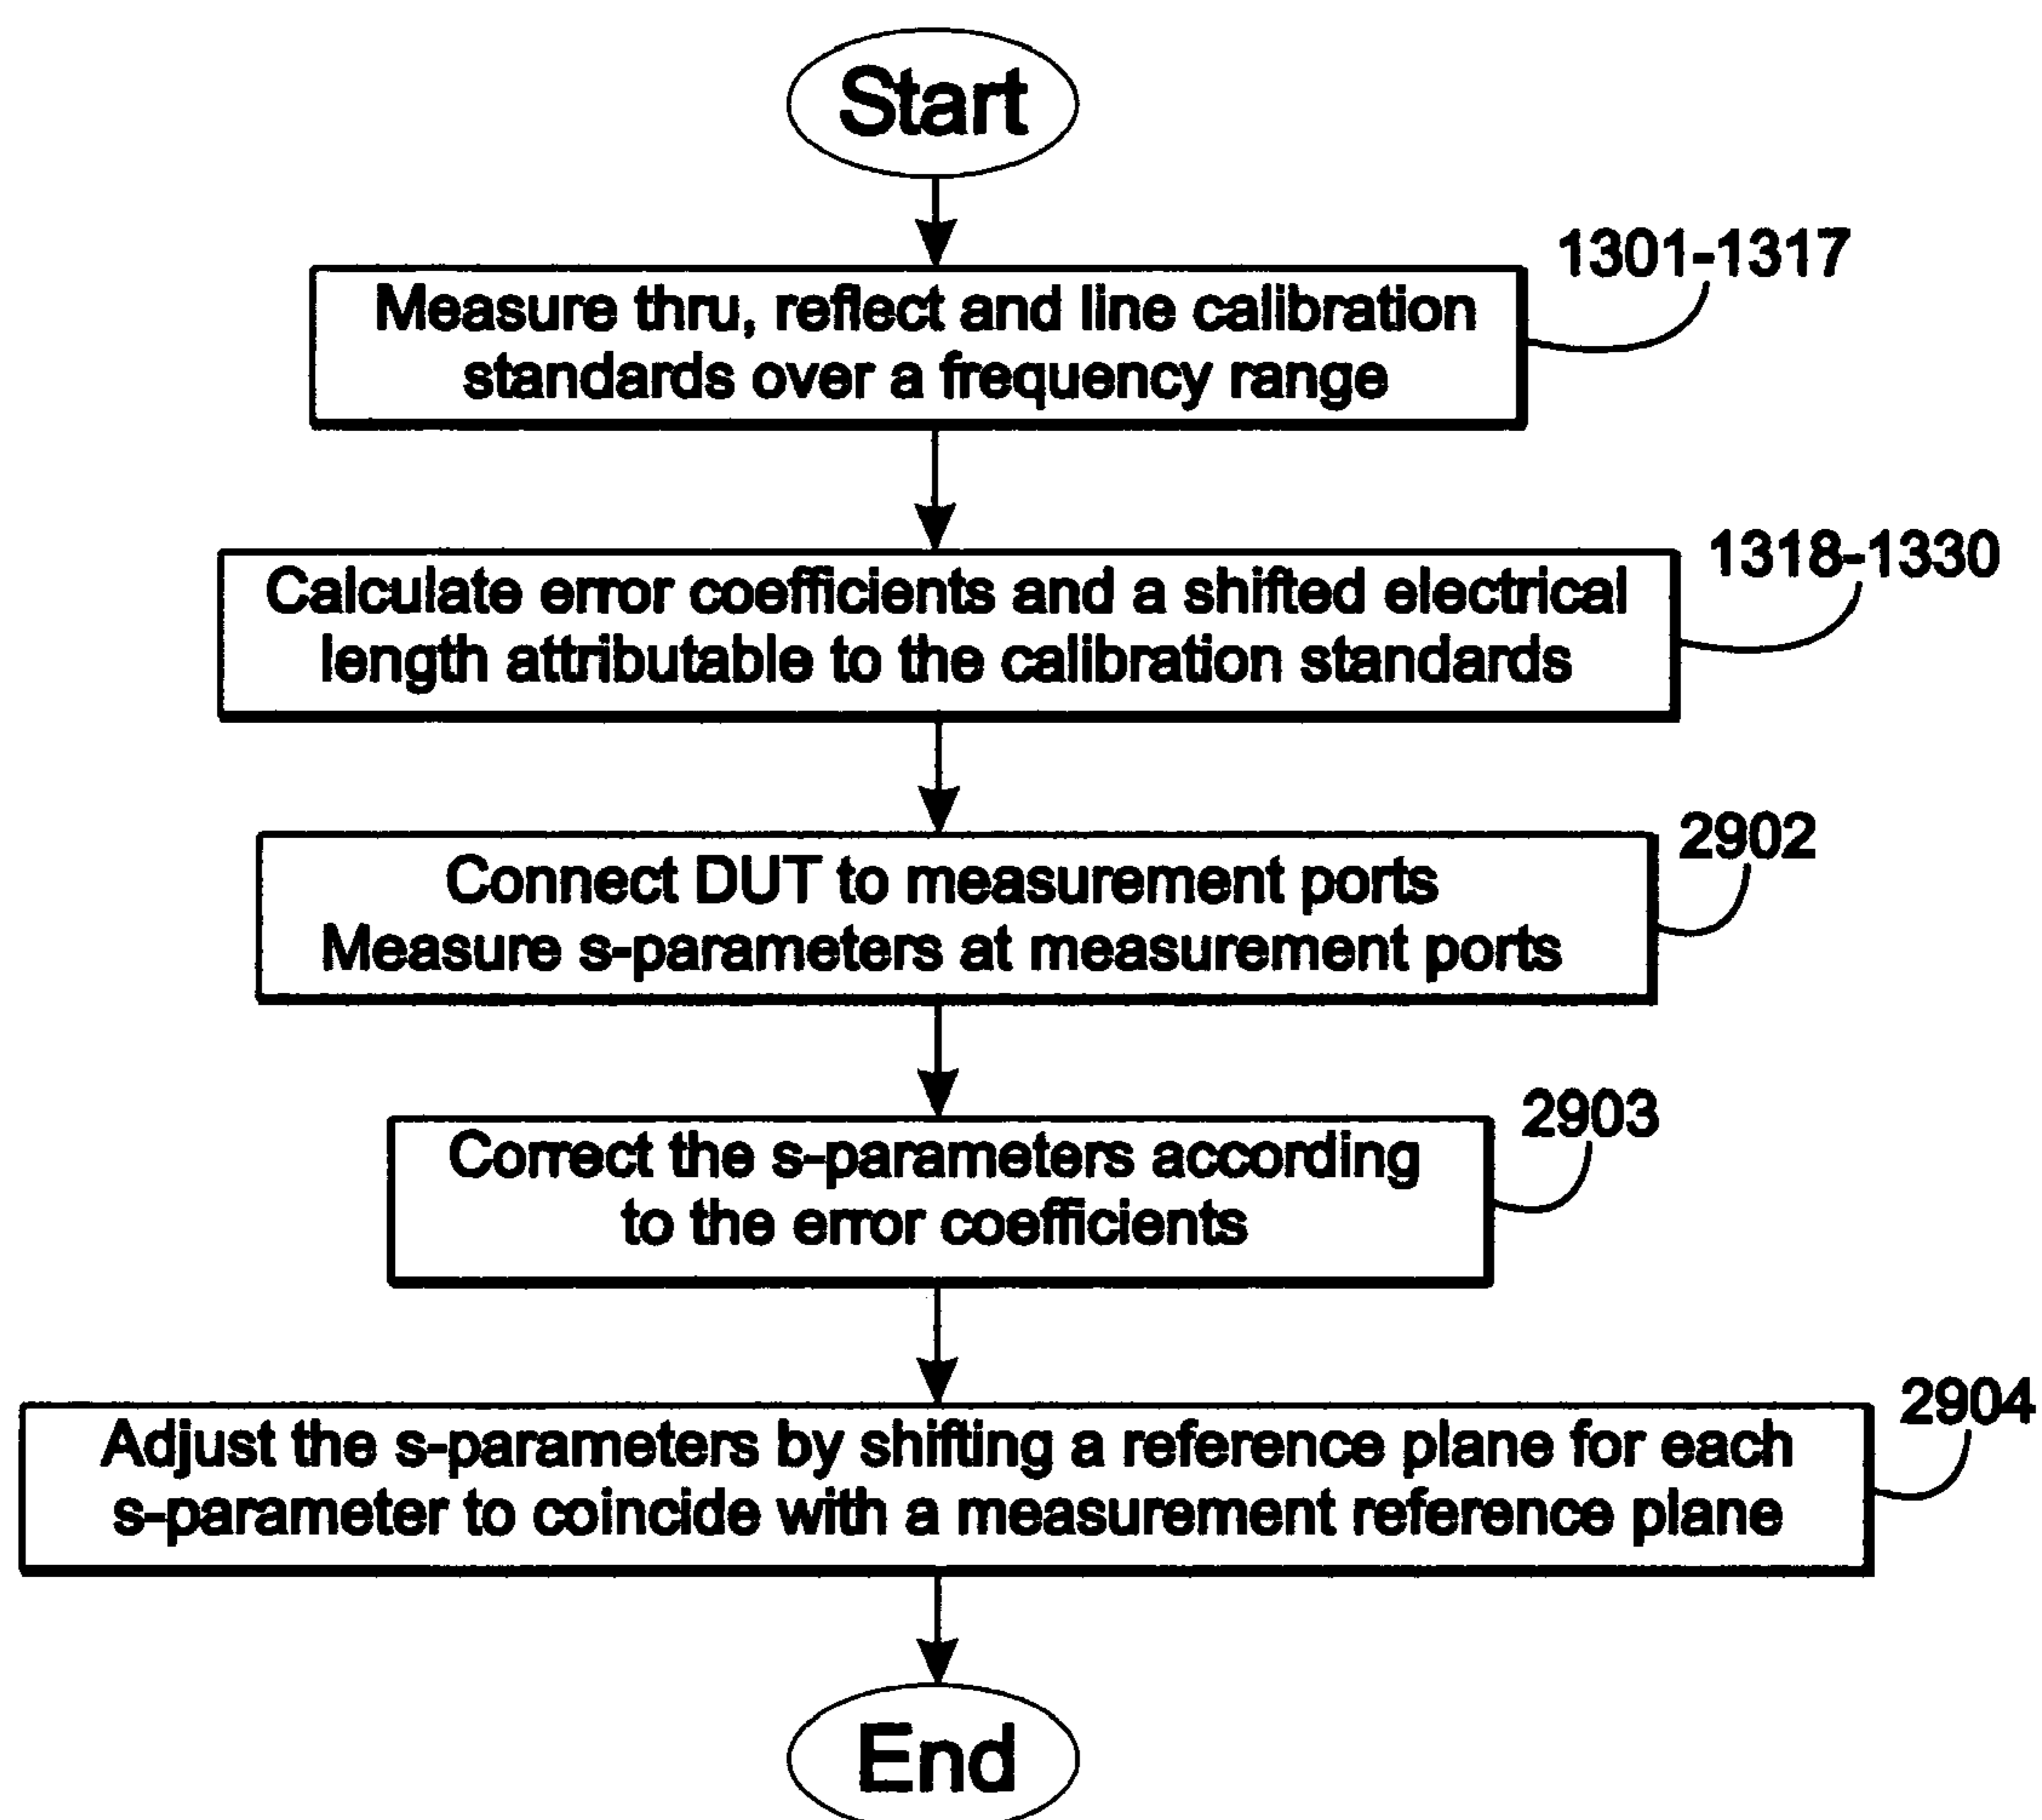 Start
1301-1317
Measure thru, reflect and line calibration
standards over a frequency range
1318-1330
Calculate error coefficients and a shifted electrical
length attributable to the calibration standards
2902
Connect DUT to measurement ports
Measure s-parameters at measurement ports
2903
Correct the s-parameters according
to the error coefficients
2904
Adjust the s-parameters by shifting a reference plane for each
s-parameter to coincide with a measurement reference plane
End